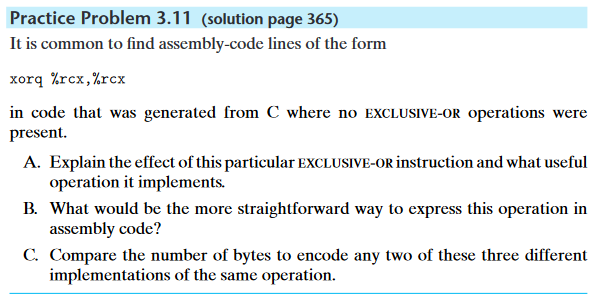 Practice Problem 3.11 (solution page 365)
It is common to find assembly-code lines of the form
xorq %rcx,%rcx
in code that was generated from C where no EXCLUSIVE-OR operations were
present.
A. Explain the effect of this particular EXCLUSIVE-OR instruction and what useful
operation it implements.
B. What would be the more straightforward way to express this operation in
assembly code?
C. Compare the number of bytes to encode any two of these three different
implementations of the same operation.